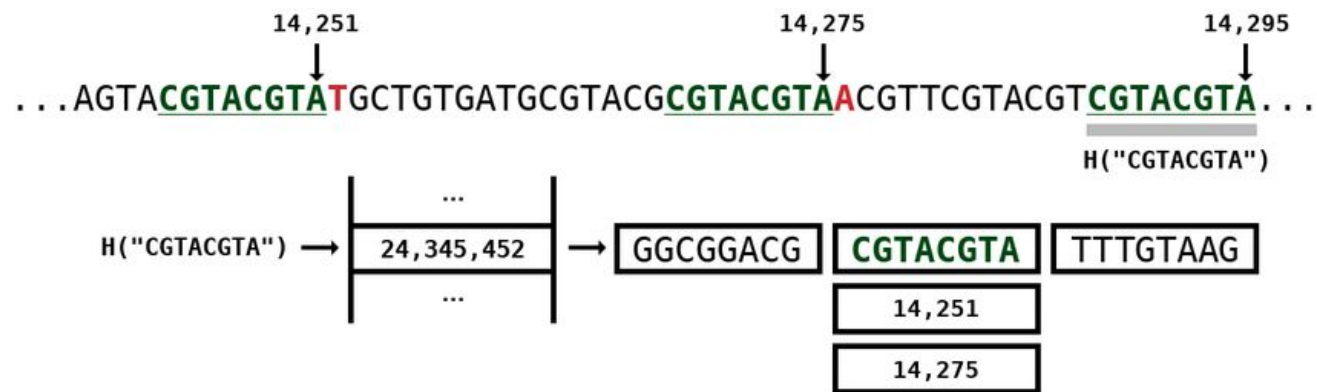 14,251 14,275 14,295
...AGTACGTACGTATGCTGTGATGCGTACGCGTACGTAACGTTCGTACGTCGTACGTA...
H("CGTACGTA")
...
H("CGTACGTA") 24,345,452 GGCGGACG CGTACGTA TTTGTAAG
...
14,251
14,275